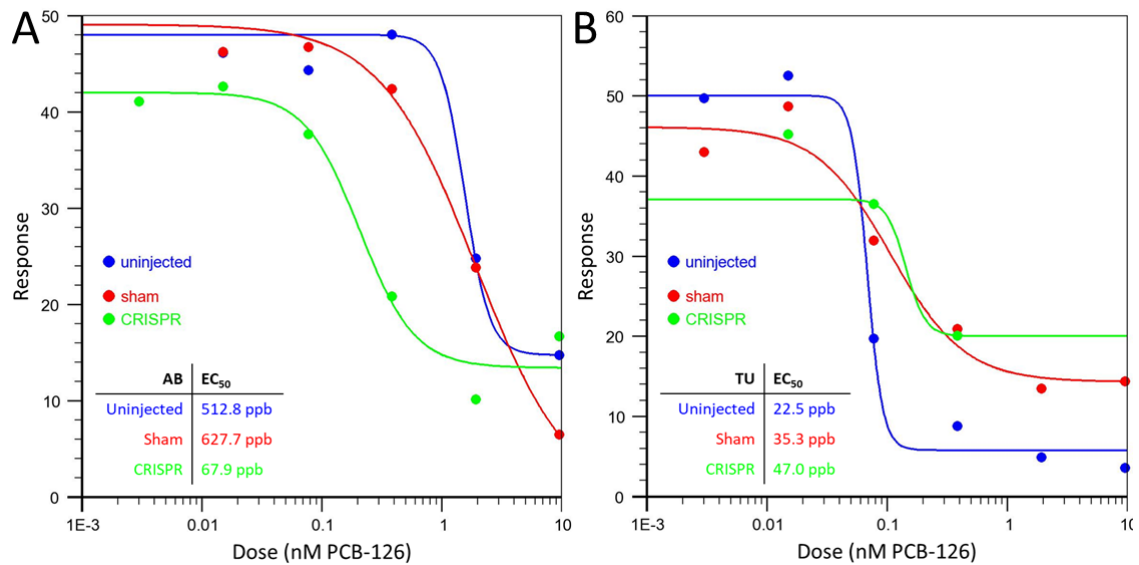 A
50
40
30
20
10
0
Response
uninjected
sham
CRISPR
AB EC50
Uninjected 512.8 ppb
Sham 627.7 ppb
CRISPR 67.9 ppb
1E-3 0.01 0.1 1 10
Dose (nM PCB-126)
B
60
50
40
30
20
10
0
Response
uninjected
sham
CRISPR
TU EC50
Uninjected 22.5 ppb
Sham 35.3 ppb
CRISPR 47.0 ppb
1E-3 0.01 0.1 1 10
Dose (nM PCB-126)